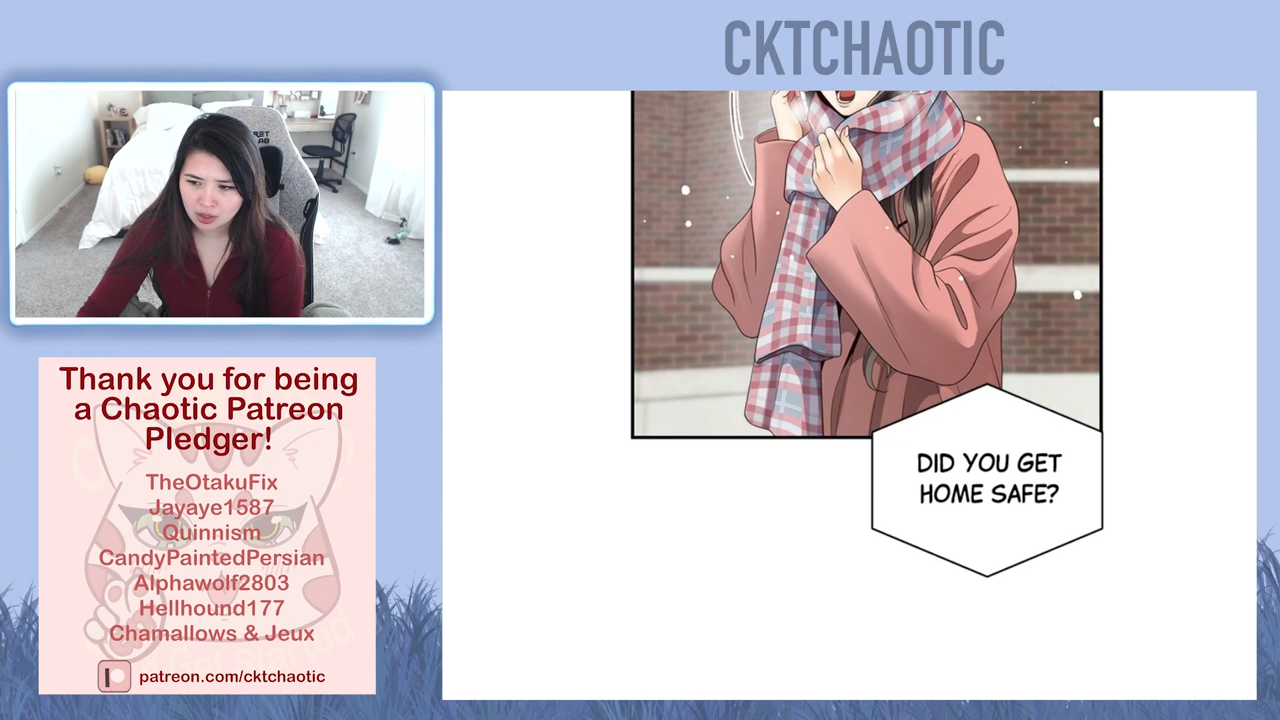 CKTCHAOTIC
Thank you for being
a Chaotic Patreon
Pledger!
TheOtakuFix
Jayaye1587
Quinnism
CandyPaintedPersian
Alphawolf2803
Hellhound177
Chamallows & Jeux
patreon.com/cktchaotic
DID YOU GET
HOME SAFE?